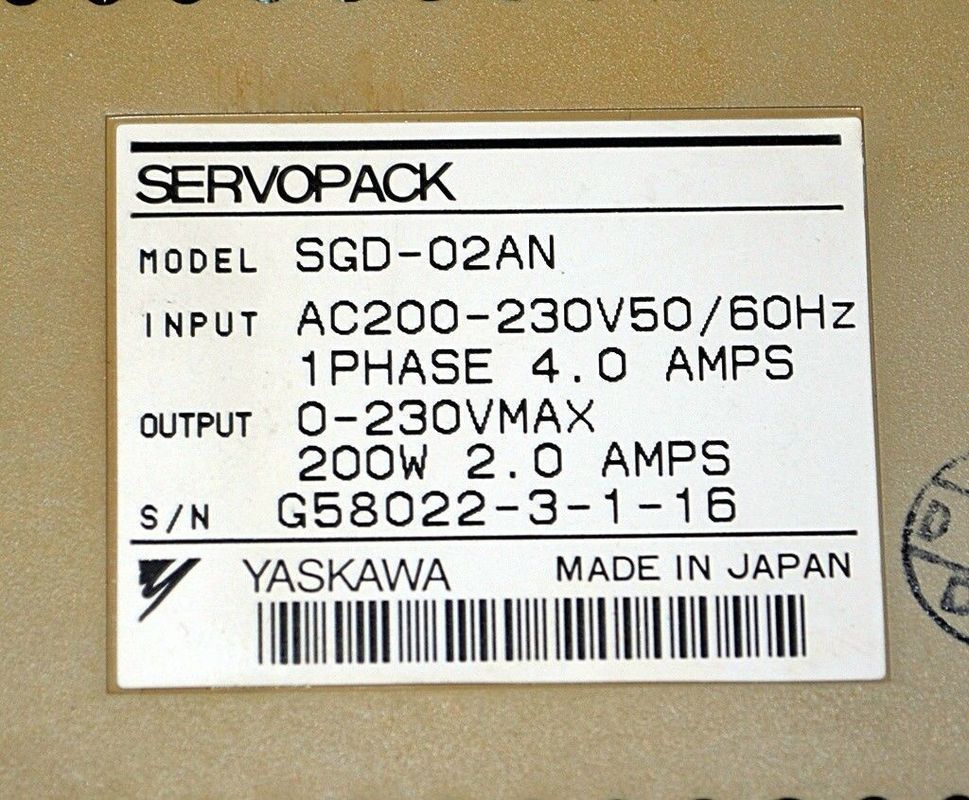 SERVOPACK
MODEL SGD-02AN
INPUT AC200-230V50/60Hz
1PHASE 4.0 AMPS
OUTPUT 0-230VMAX
200W 2.0 AMPS
S/N G58022-3-1-16
YASKAWA MADE IN JAPAN